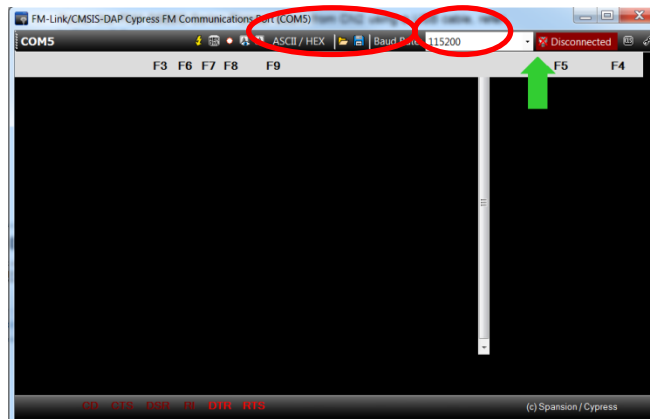 FM-Link/CMSIS-DAP Cypress FM Communications Port (COM5)
COM5 ASCII / HEX Baud Rate 115200 Disconnected
F3 F6 F7 F8 F9 F5 F4
CD CTS DSR RI DTR RTS (c) Spansion / Cypress